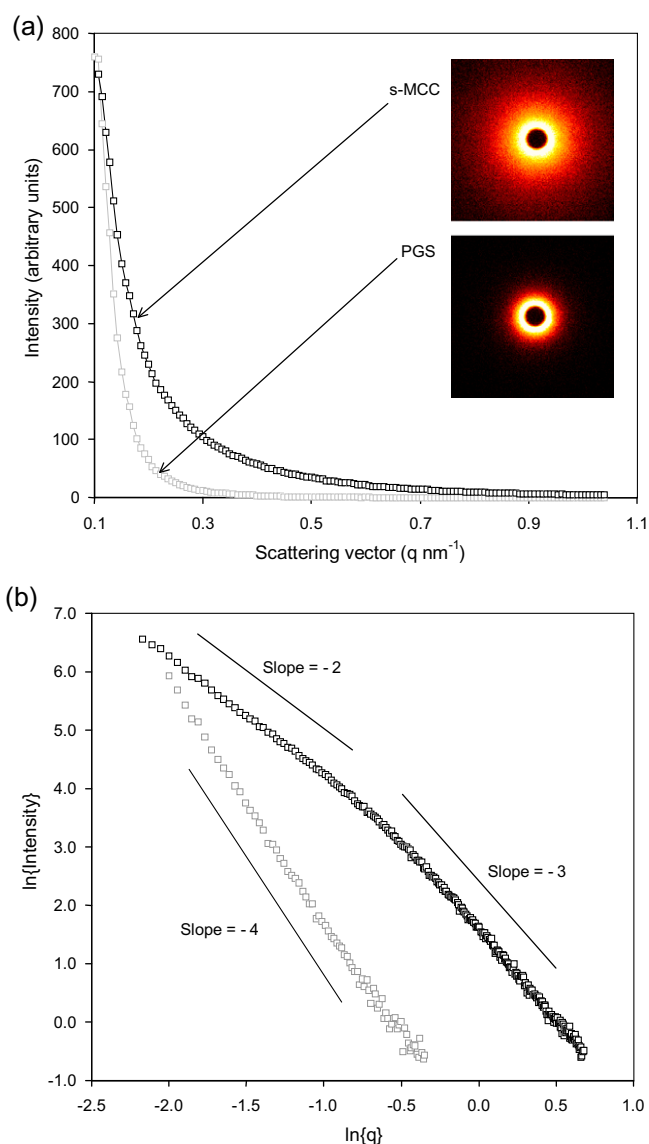 (a)
800
700
600
500
400
300
200
100
0
Intensity (arbitrary units)
s-MCC
PGS
0.1 0.3 0.5 0.7 0.9 1.1
Scattering vector (q nm⁻¹)
(b)
7.0
6.0
5.0
4.0
3.0
2.0
1.0
0.0
-1.0
ln{Intensity}
Slope = - 2
Slope = - 3
Slope = - 4
-2.5 -2.0 -1.5 -1.0 -0.5 0.0 0.5 1.0
ln{q}